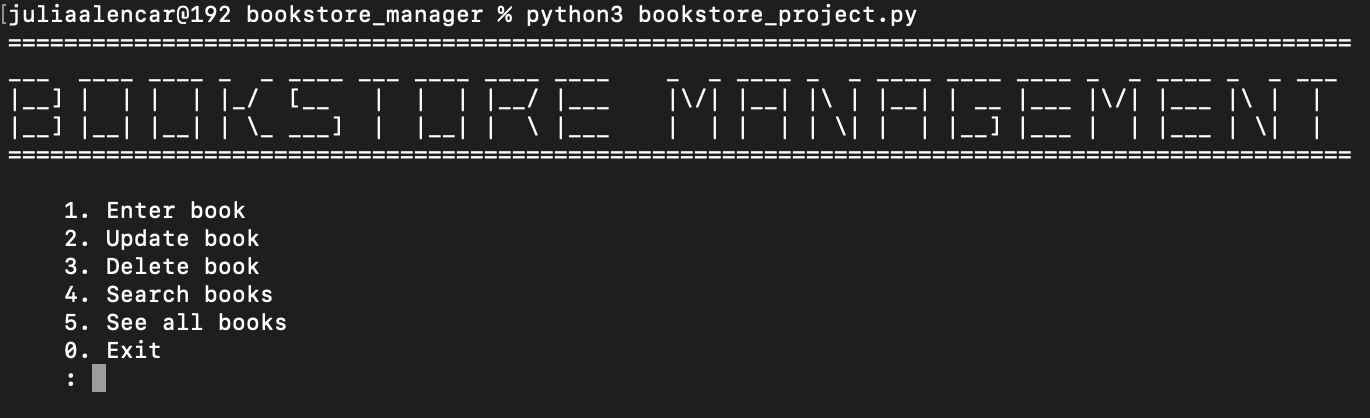 juliaalencar@192 bookstore_manager % python3 bookstore_project.py
================================================================================================
BOOKSTORE MANAGEMENT
================================================================================================
1. Enter book
2. Update book
3. Delete book
4. Search books
5. See all books
0. Exit
: